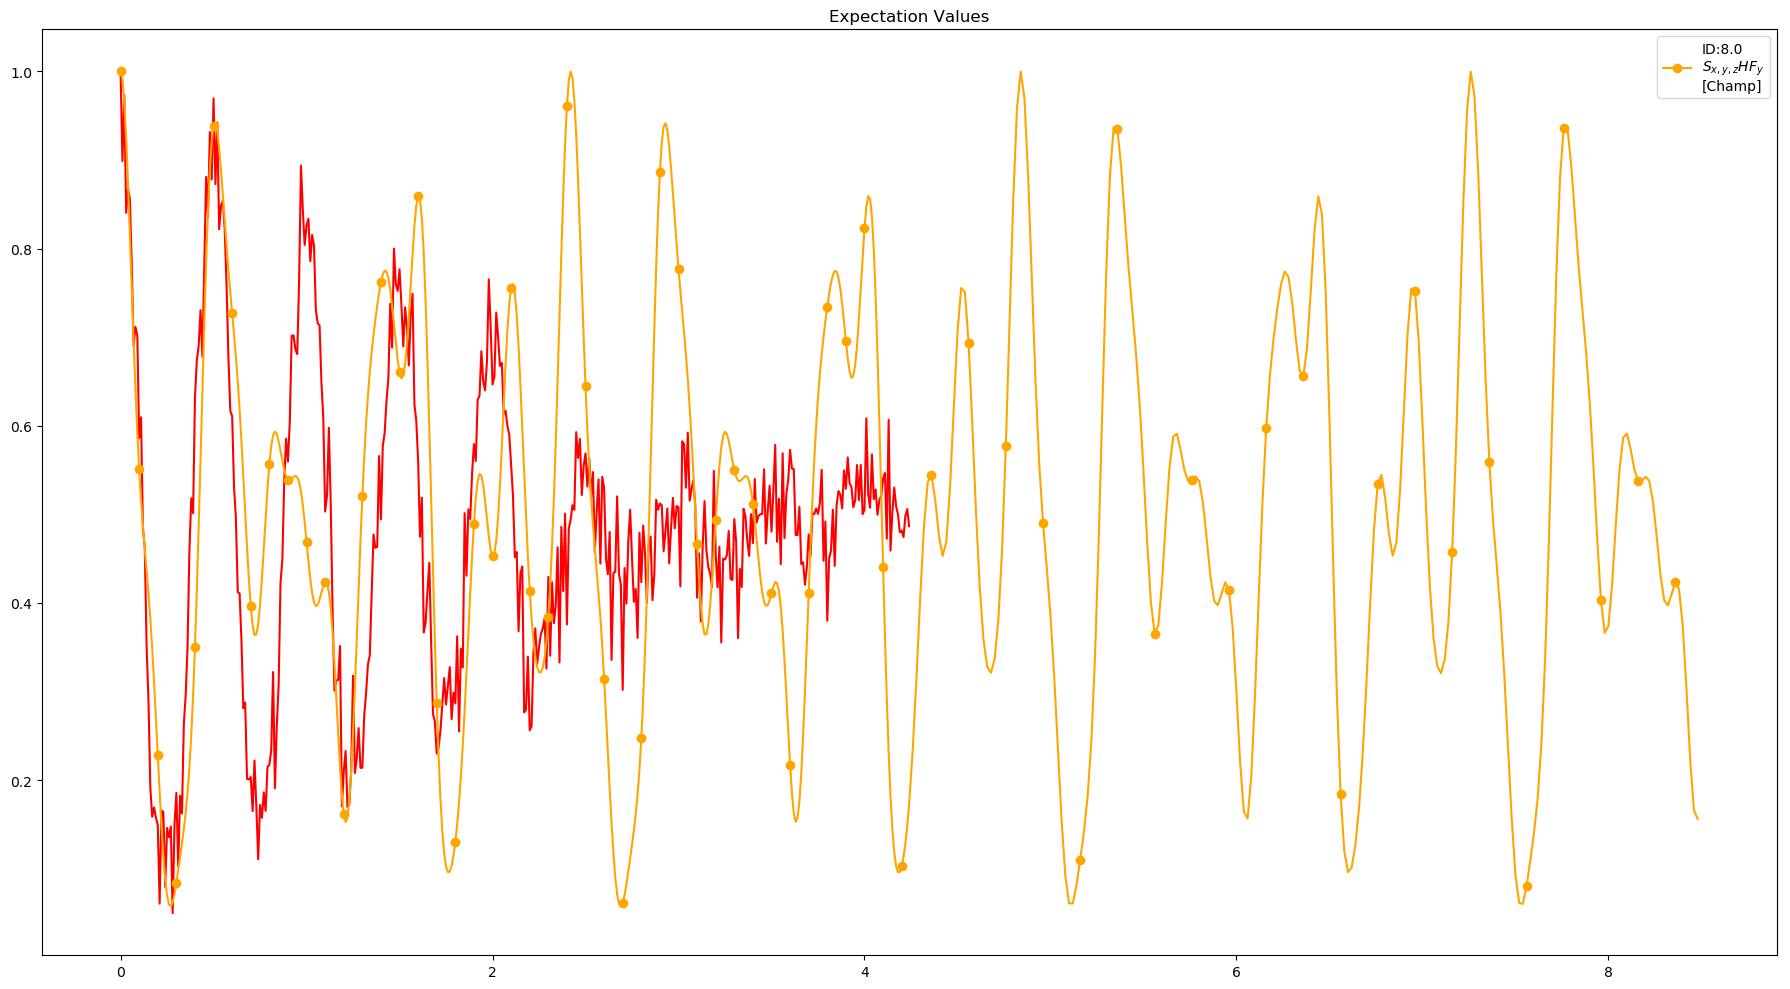 Expectation Values
ID:8.0
$S_{x,y,z}HF_y$
[Champ]
1.0
0.8
0.6
0.4
0.2
0 2 4 6 8